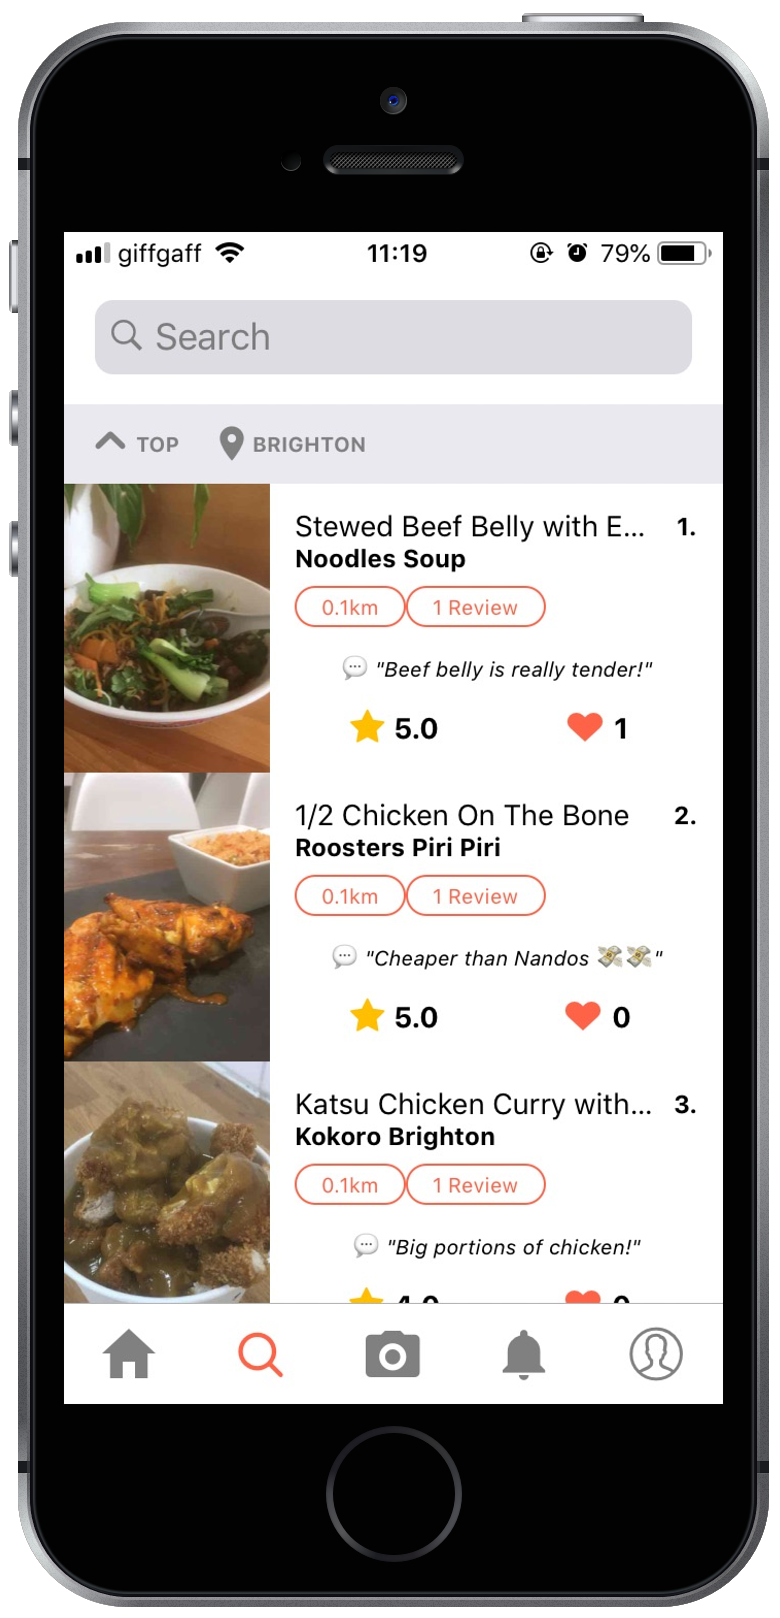 giffgaff 11:19 79%
Search
TOP BRIGHTON
Stewed Beef Belly with E... 1.
Noodles Soup
0.1km 1 Review
"Beef belly is really tender!"
5.0 1
1/2 Chicken On The Bone 2.
Roosters Piri Piri
0.1km 1 Review
"Cheaper than Nandos 💸💸"
5.0 0
Katsu Chicken Curry with... 3.
Kokoro Brighton
0.1km 1 Review
"Big portions of chicken!"
4.0 0